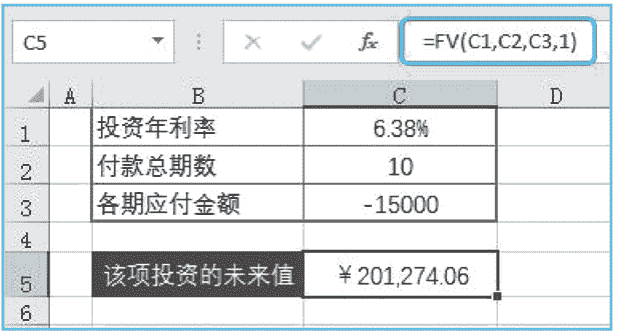 C5 fx =FV(C1,C2,C3,1)
A B C D
1 投资年利率 6.38%
2 付款总期数 10
3 各期应付金额 -15000
4
5 该项投资的未来值 ¥201,274.06
6